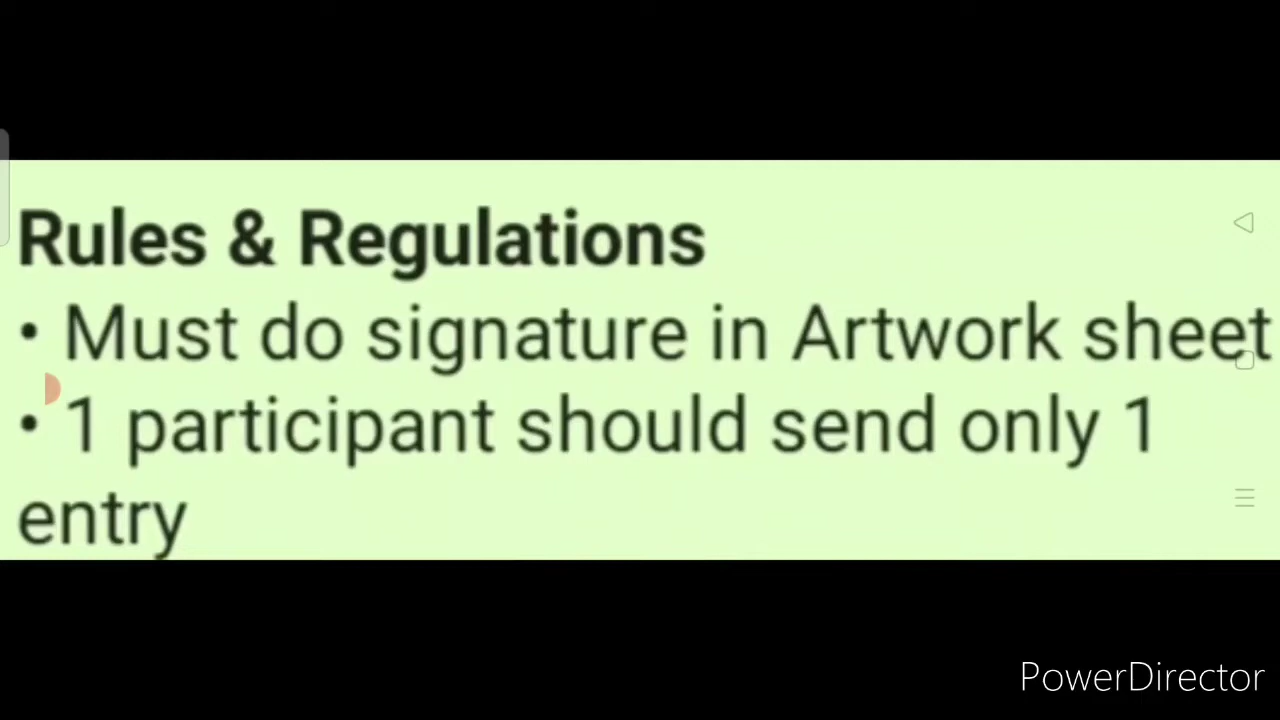 Rules & Regulations
• Must do signature in Artwork sheet
• 1 participant should send only 1
entry
PowerDirector